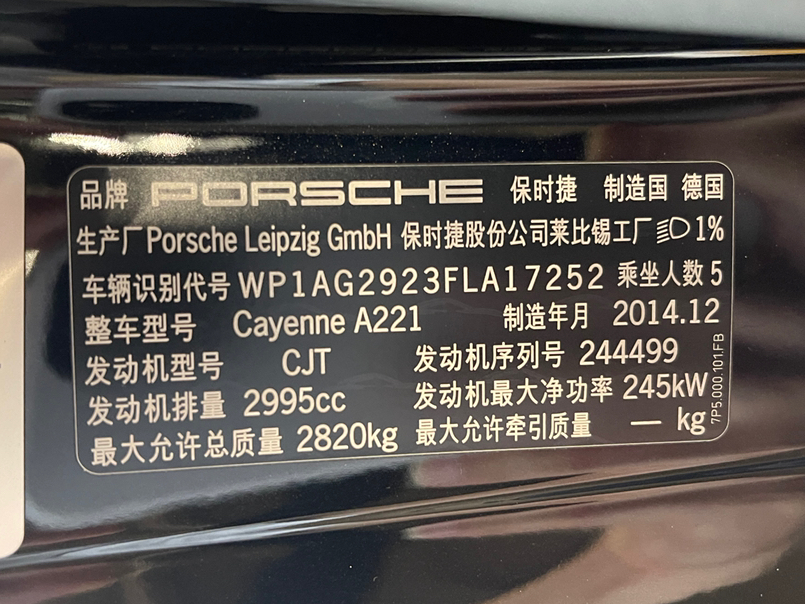 品牌 PORSCHE 保时捷 制造国 德国
生产厂 Porsche Leipzig GmbH 保时捷股份公司莱比锡工厂 1%
车辆识别代号 WP1AG2923FLA17252 乘坐人数 5
整车型号 Cayenne A221 制造年月 2014.12
发动机型号 CJT 发动机序列号 244499
发动机排量 2995cc 发动机最大净功率 245kW
最大允许总质量 2820kg 最大允许牵引质量 — kg
7P5.000.101.FB